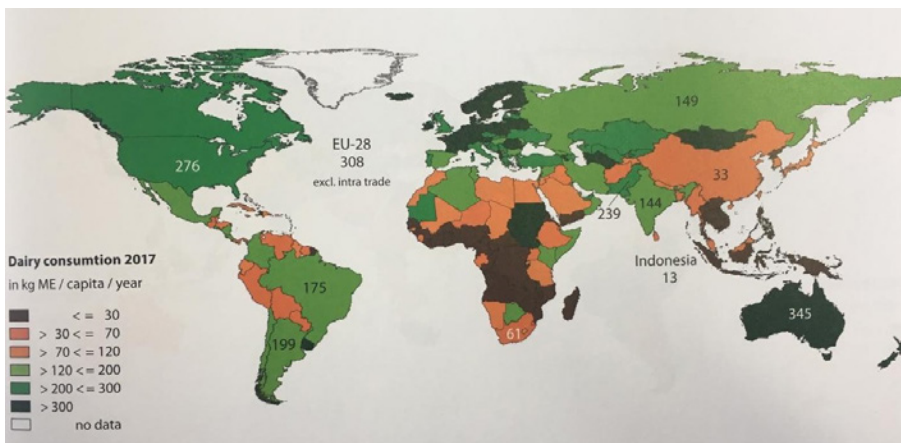 149
276
EU-28
308
excl. intra trade
33
144
239
Dairy consumtion 2017
in kg ME / capita / year
Indonesia
13
175
345
199
61
<= 30
> 30 <= 70
> 70 <= 120
>120 <= 200
>200 <= 300
>300
no data